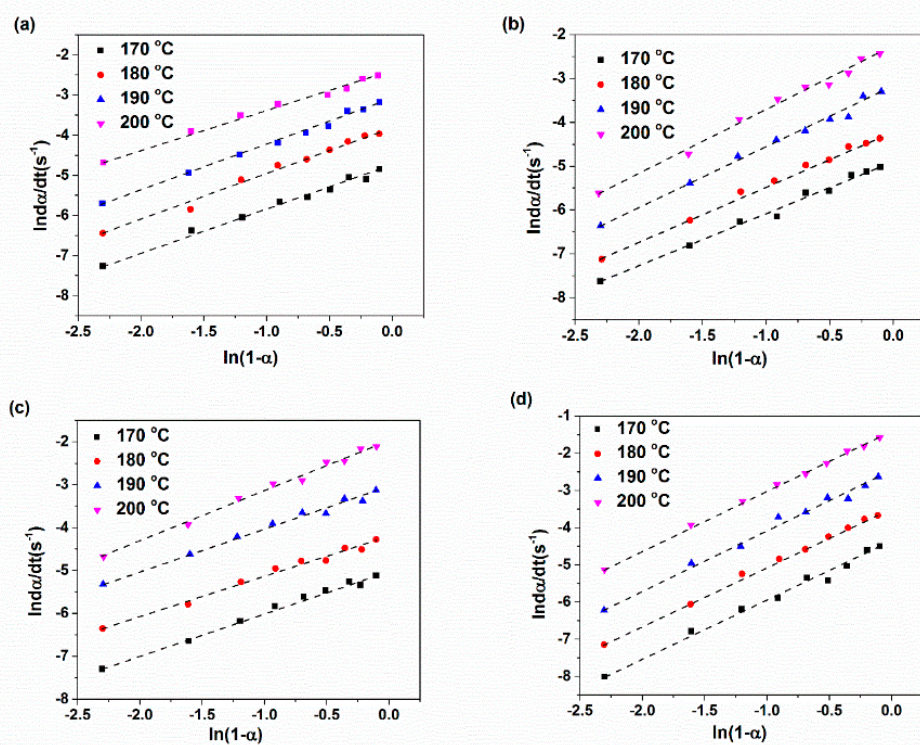 (a)
170 °C
180 °C
190 °C
200 °C
-2
-3
-4
-5
-6
-7
-8
lndα/dt(s⁻¹)
-2.5 -2.0 -1.5 -1.0 -0.5 0.0
ln(1-α)
(b)
170 °C
180 °C
190 °C
200 °C
-2
-3
-4
-5
-6
-7
-8
lndα/dt(s⁻¹)
-2.5 -2.0 -1.5 -1.0 -0.5 0.0
ln(1-α)
(c)
170 °C
180 °C
190 °C
200 °C
-2
-3
-4
-5
-6
-7
-8
lndα/dt(s⁻¹)
-2.5 -2.0 -1.5 -1.0 -0.5 0.0
ln(1-α)
(d)
170 °C
180 °C
190 °C
200 °C
-1
-2
-3
-4
-5
-6
-7
-8
lndα/dt(s⁻¹)
-2.5 -2.0 -1.5 -1.0 -0.5 0.0
ln(1-α)